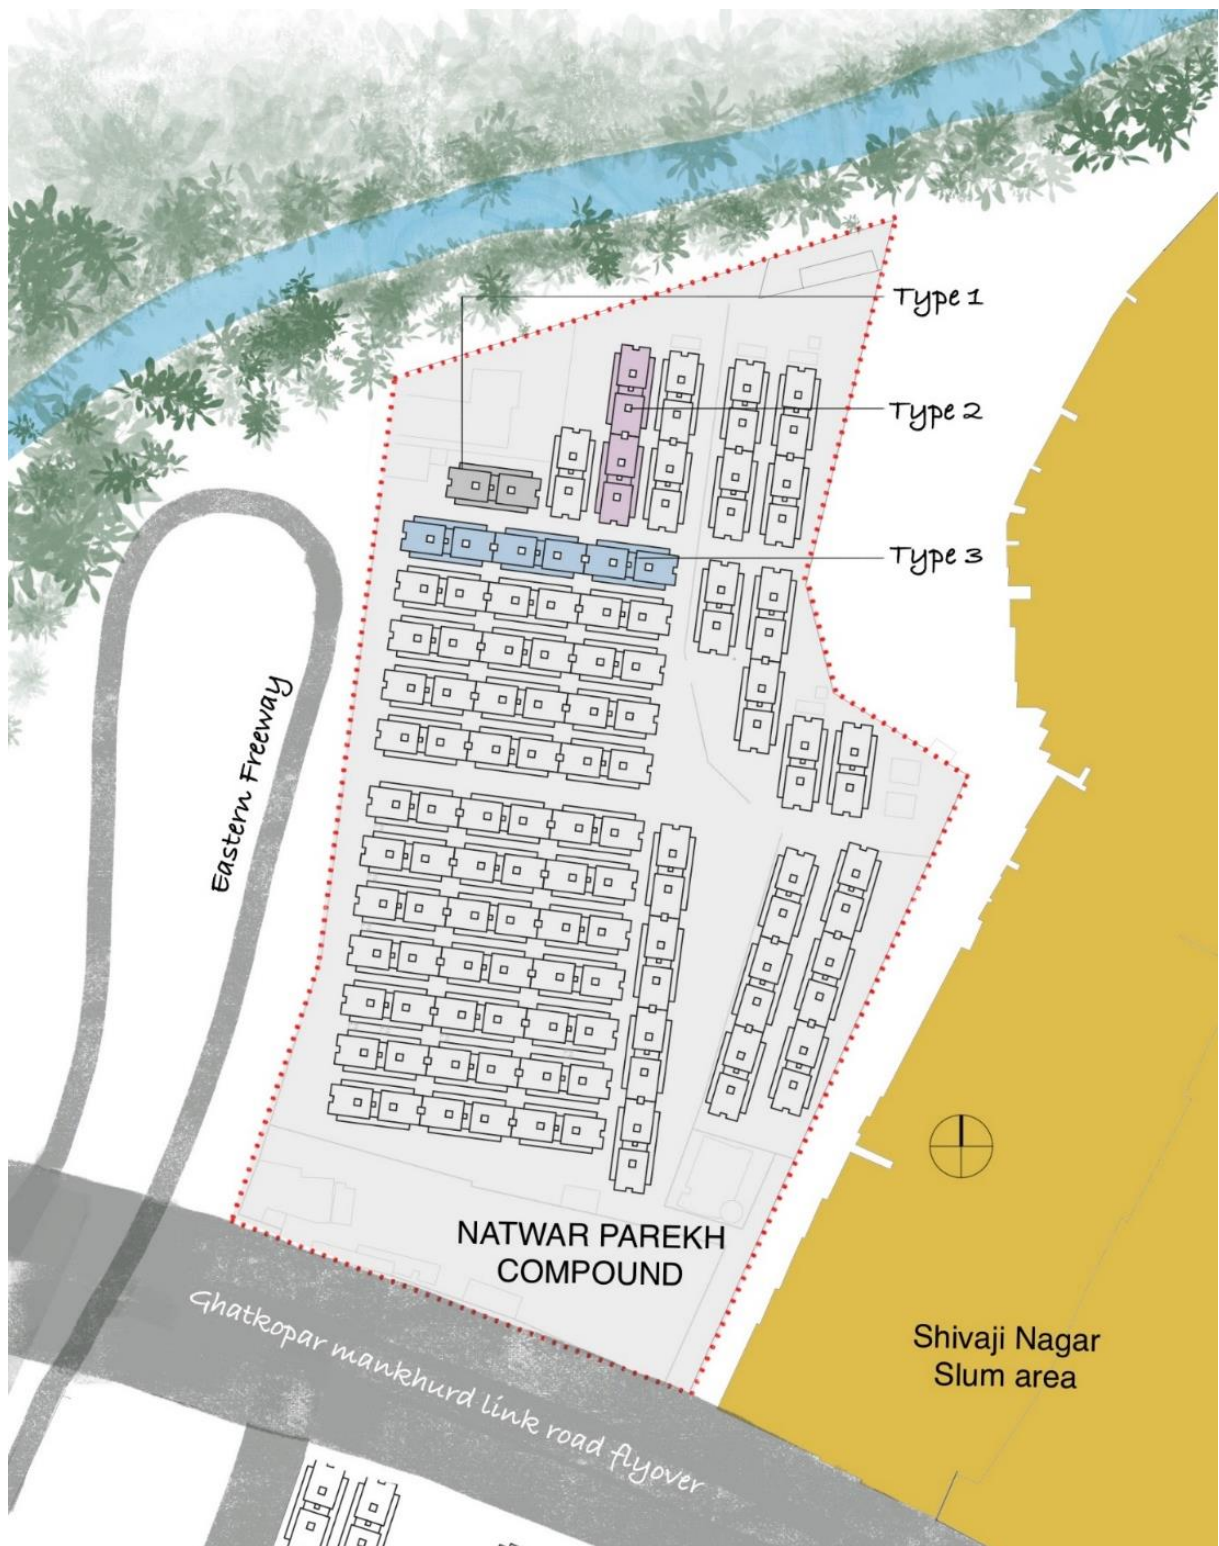 Type 1
Type 2
Type 3
Eastern Freeway
NATWAR PAREKH
COMPOUND
Ghatkopar mankhurd link road flyover
Shivaji Nagar
Slum area